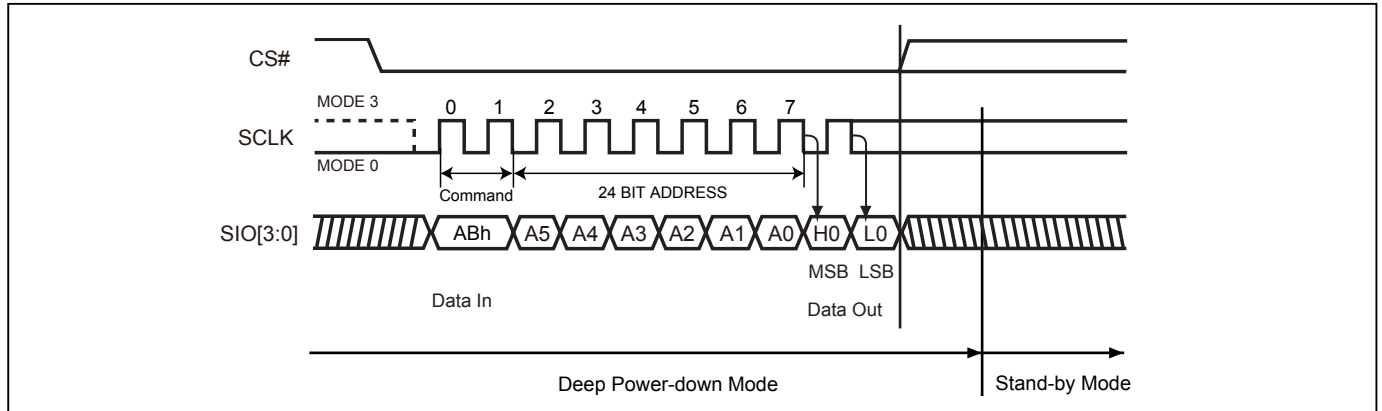 CS#
MODE 3
0 1 2 3 4 5 6 7
SCLK
MODE 0
Command
24 BIT ADDRESS
SIO[3:0]
ABh A5 A4 A3 A2 A1 A0 H0 L0
MSB LSB
Data In
Data Out
Deep Power-down Mode
Stand-by Mode